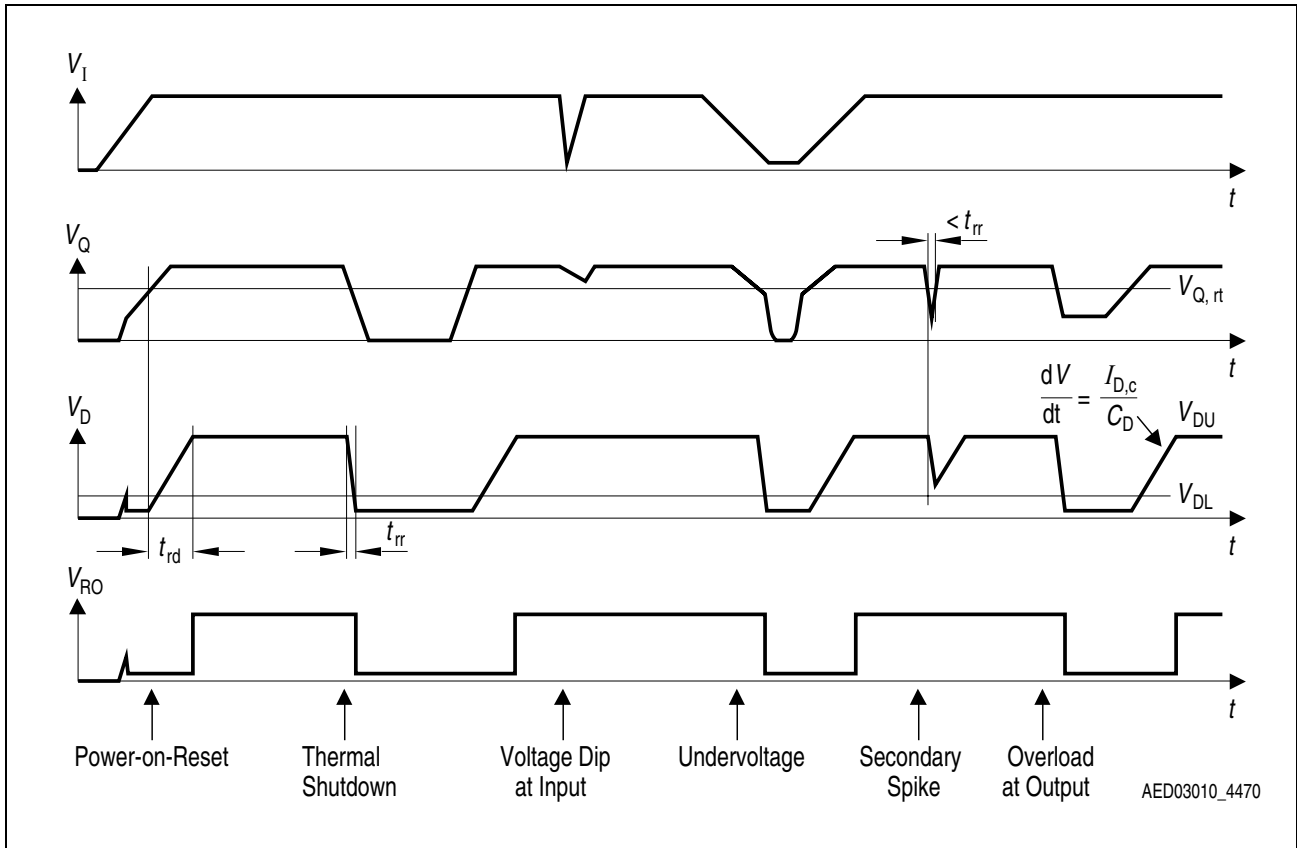 V_I
t
< t_rr
V_Q
V_Q, rt
t
dV/dt = I_D,c/C_D
V_D
V_DU
V_DL
t_rd
t_rr
t
V_RO
t
Power-on-Reset
Thermal
Shutdown
Voltage Dip
at Input
Undervoltage
Secondary
Spike
Overload
at Output
AED03010_4470